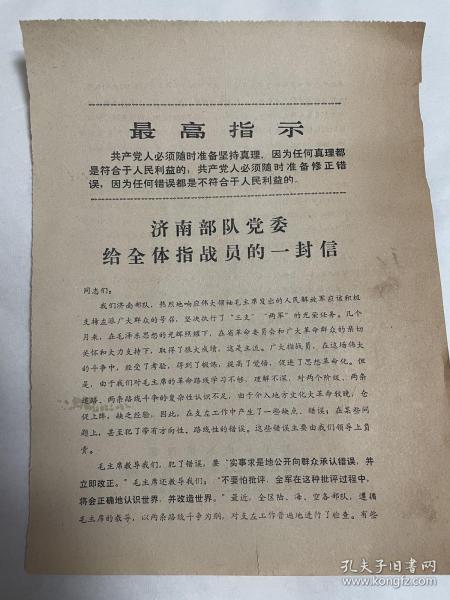 最高指示
共产党人必须随时准备坚持真理，因为任何真理都
是符合于人民利益的；共产党人必须随时准备修正错
误，因为任何错误都是不符合于人民利益的。
济南部队党委
给全体指战员的一封信
同志们：
我们济南部队，热烈地响应伟大领袖毛主席发出的人民解放军应该积极
支持左派广大群众的号召，坚决执行了“三支”“两军”的光荣任务。几个
月来，在毛泽东思想的光辉照耀下，在省革命委员会和广大革命群众的亲切
关怀和大力支持下，取得了很大成绩，这是主流。广大指战员，在这场伟大
的斗争中，经受了考验，得到了锻炼，提高了觉悟，促进了思想革命化。但
是，由于我们对毛主席的革命路线学习不够，理解不深，对两个阶级、两条
道路、两条路线斗争的复杂性认识不足，由于介入地方文化大革命较晚，仓
促上阵，缺乏经验，因此，在支左工作中产生了一些缺点、错误；在某些问
题上，甚至犯了带有方向性、路线性的错误。这些错误主要由我们领导上负
责。
毛主席教导我们，犯了错误，要“实事求是地公开向群众承认错误，并
立即改正。”毛主席还教导我们：“不要怕批评，全军在这种批评过程中，
将会正确地认识世界，并改造世界。”最近，全区陆、海、空各部队，遵循
毛主席的教导，以两条路线斗争为纲，对支左工作普遍地进行了检查。有些
孔夫子旧书网
www.kongfz.com